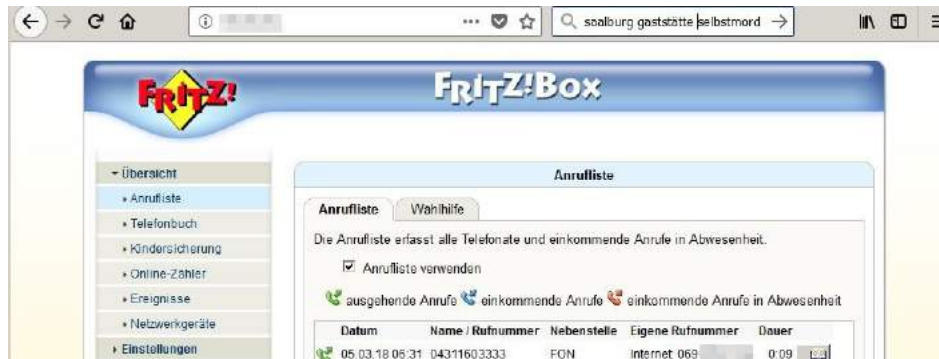 saalburg gaststätte selbstmord
FRITZ!
FRITZ!Box
Übersicht
Anrufliste
Telefonbuch
Kindersicherung
Online-Zähler
Ereignisse
Netzwerkgeräte
Einstellungen
Anrufliste
Anrufliste Wahlhilfe
Die Anrufliste erfasst alle Telefonate und einkommende Anrufe in Abwesenheit.
Anrufliste verwenden
ausgehende Anrufe einkommende Anrufe einkommende Anrufe in Abwesenheit
Datum Name / Rufnummer Nebenstelle Eigene Rufnummer Dauer
05.03.18 06:31 04311603333 FON Internet 069 0:09